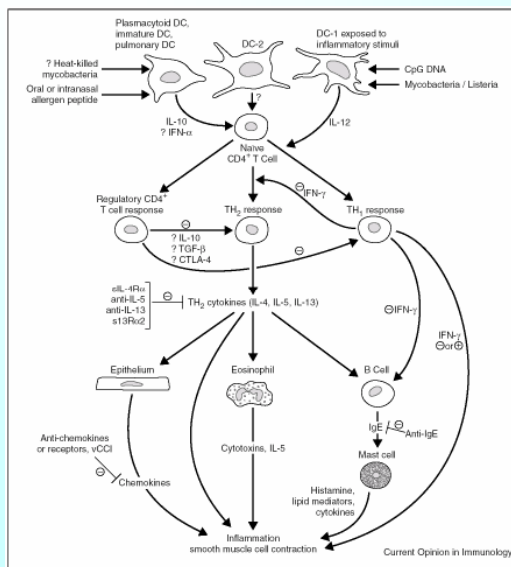 Plasmacytoid DC,
immature DC,
pulmonary DC
DC-2
DC-1 exposed to
inflammatory stimuli
? Heat-killed
mycobacteria
Oral or intranasal
allergen peptide
CpG DNA
Mycobacteria / Listeria
IL-10
? IFN-α
?
IL-12
Naïve
CD4+ T Cell
⊖IFN-γ
Regulatory CD4+
T cell response
TH2 response
TH1 response
⊖
? IL-10
? TGF-β
? CTLA-4
⊖
sIL-4Rα
anti-IL-5
anti-IL-13
s13Rα2
⊖
TH2 cytokines (IL-4, IL-5, IL-13)
⊖IFN-γ
IFN-γ
⊖or⊕
Epithelium
Eosinophil
B Cell
IgE
⊖
Anti-IgE
Anti-chemokines
or receptors, vCCI
⊖
Chemokines
Cytotoxins, IL-5
Mast cell
Histamine,
lipid mediators,
cytokines
Inflammation
smooth muscle cell contraction
Current Opinion in Immunology